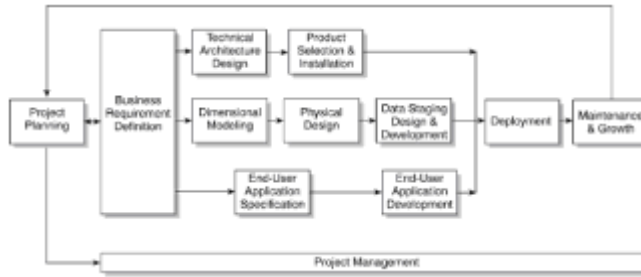 Technical
Architecture
Design
Product
Selection &
Installation
Project
Planning
Business
Requirement
Definition
Dimensional
Modeling
Physical
Design
Data Staging
Design &
Development
Deployment
Maintenance
& Growth
End-User
Application
Specification
End-User
Application
Development
Project Management